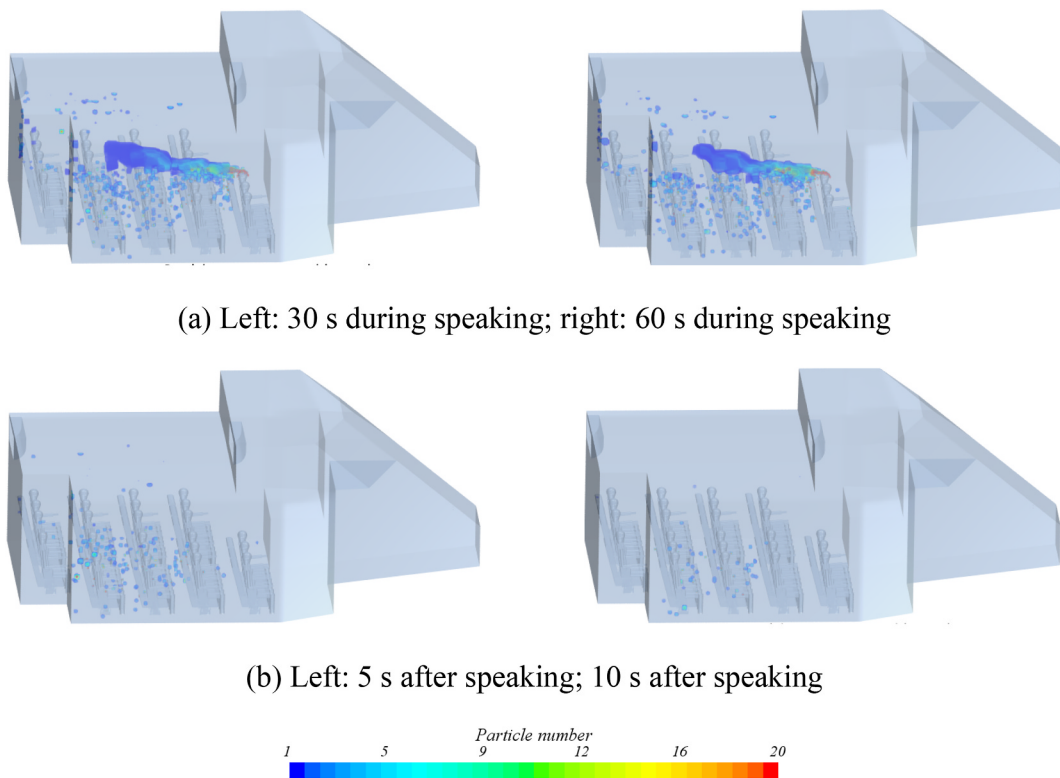 (a) Left: 30 s during speaking; right: 60 s during speaking
(b) Left: 5 s after speaking; 10 s after speaking
Particle number
1 5 9 12 16 20